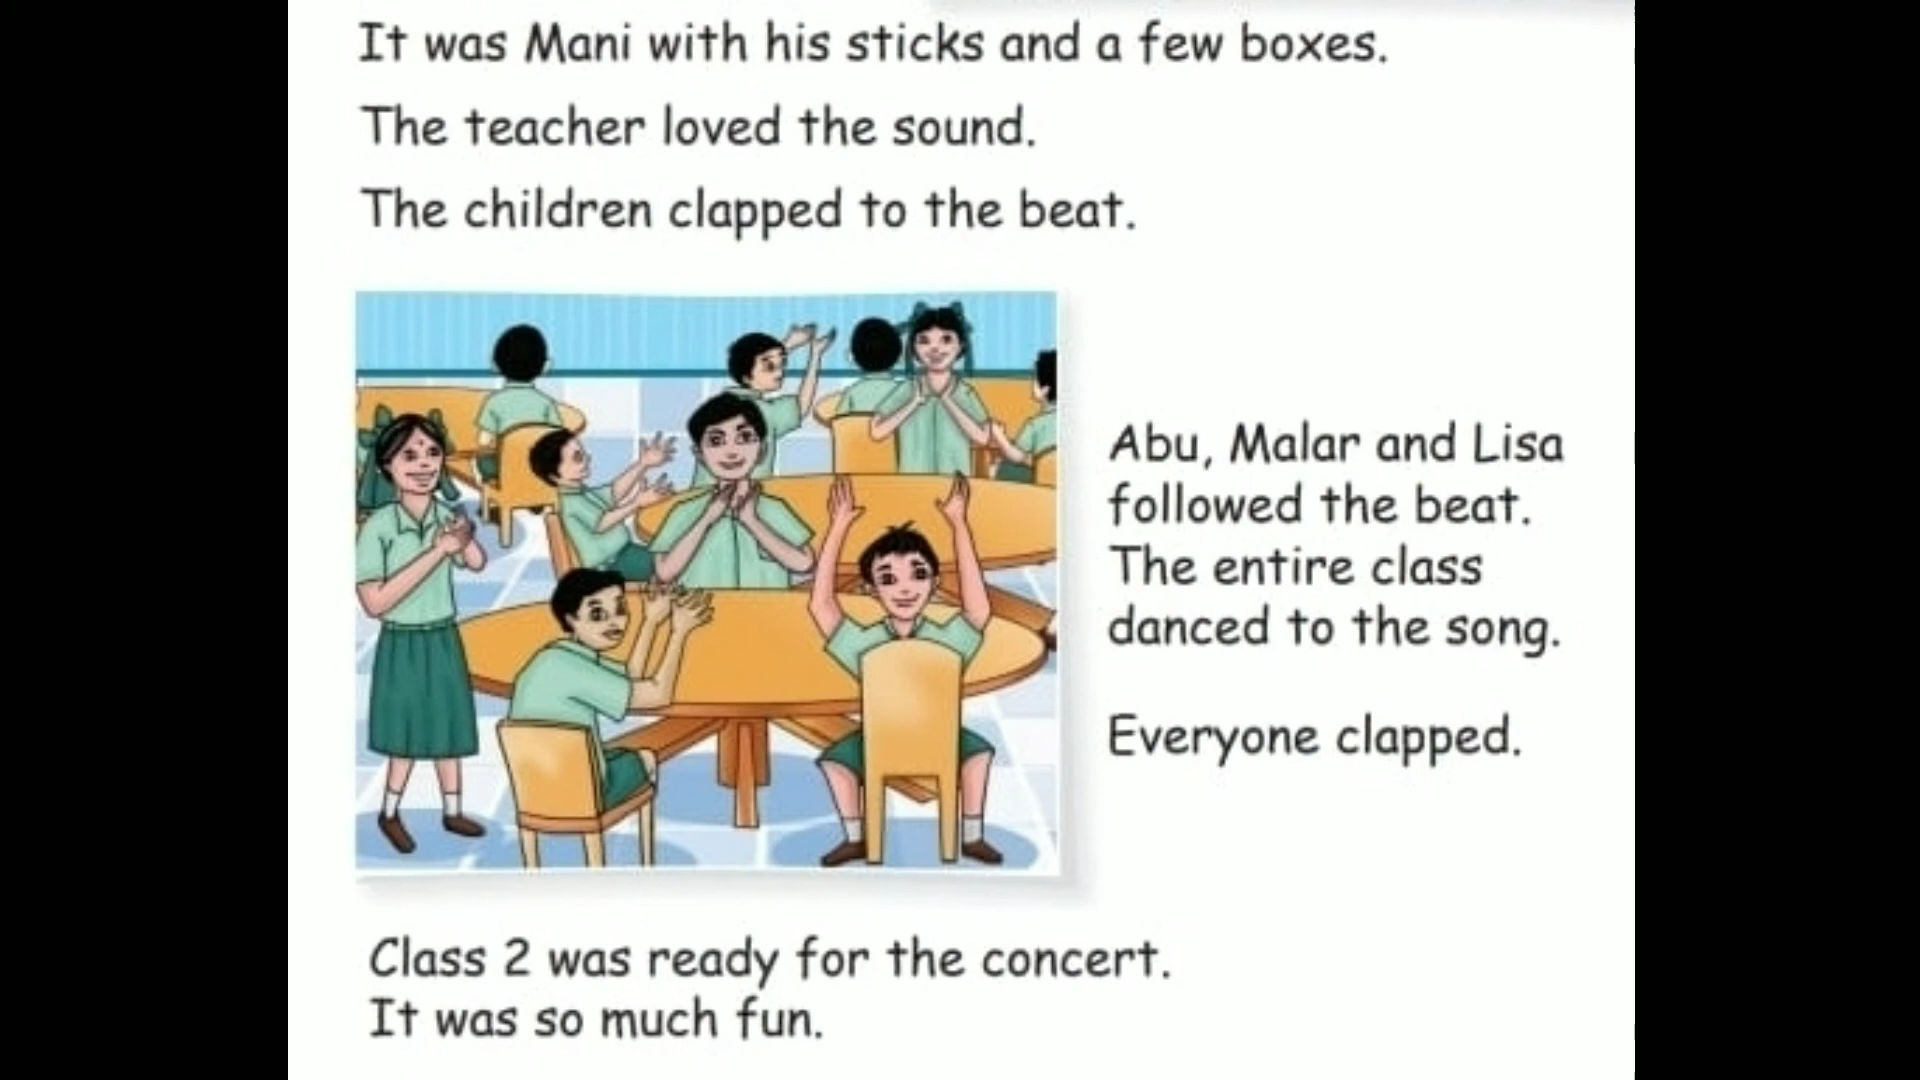 It was Mani with his sticks and a few boxes.
The teacher loved the sound.
The children clapped to the beat.
Abu, Malar and Lisa
followed the beat.
The entire class
danced to the song.
Everyone clapped.
Class 2 was ready for the concert.
It was so much fun.